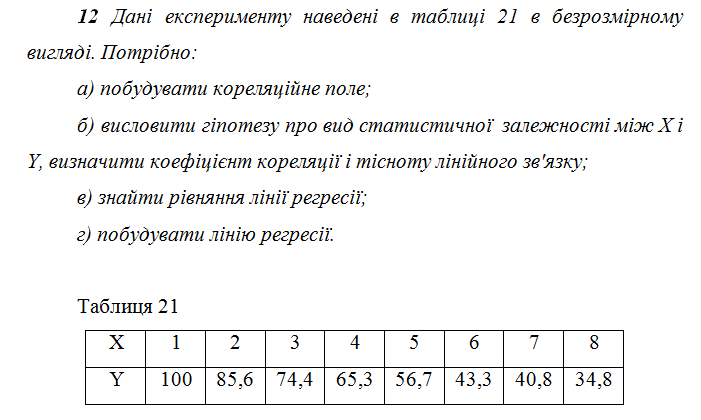 12 Дані експерименту наведені в таблиці 21 в безрозмірному
вигляді. Потрібно:
а) побудувати кореляційне поле;
б) висловити гіпотезу про вид статистичної залежності між X і
Y, визначити коефіцієнт кореляції і тісноту лінійного зв'язку;
в) знайти рівняння лінії регресії;
г) побудувати лінію регресії.
Таблиця 21
X 1 2 3 4 5 6 7 8
Y 100 85,6 74,4 65,3 56,7 43,3 40,8 34,8